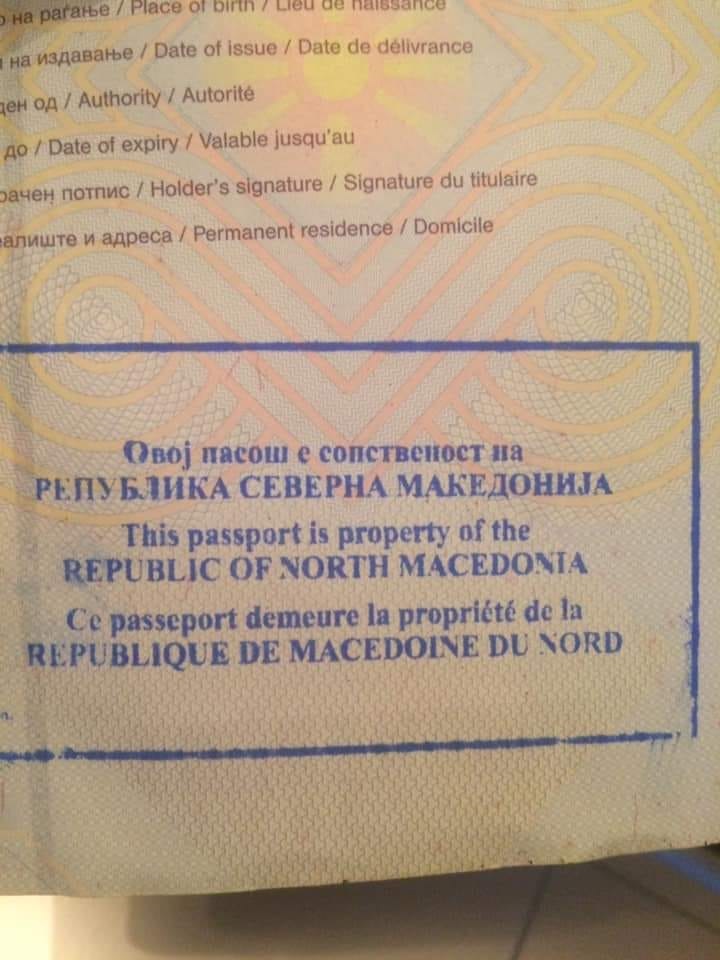 на раѓање / Place of birth / Lieu de naissance
на издавање / Date of issue / Date de délivrance
ден од / Authority / Autorité
до / Date of expiry / Valable jusqu'au
рачен потпис / Holder's signature / Signature du titulaire
алиште и адреса / Permanent residence / Domicile
Овој пасош е сопственост на
РЕПУБЛИКА СЕВЕРНА МАКЕДОНИЈА
This passport is property of the
REPUBLIC OF NORTH MACEDONIA
Ce passeport demeure la propriété de la
REPUBLIQUE DE MACEDOINE DU NORD